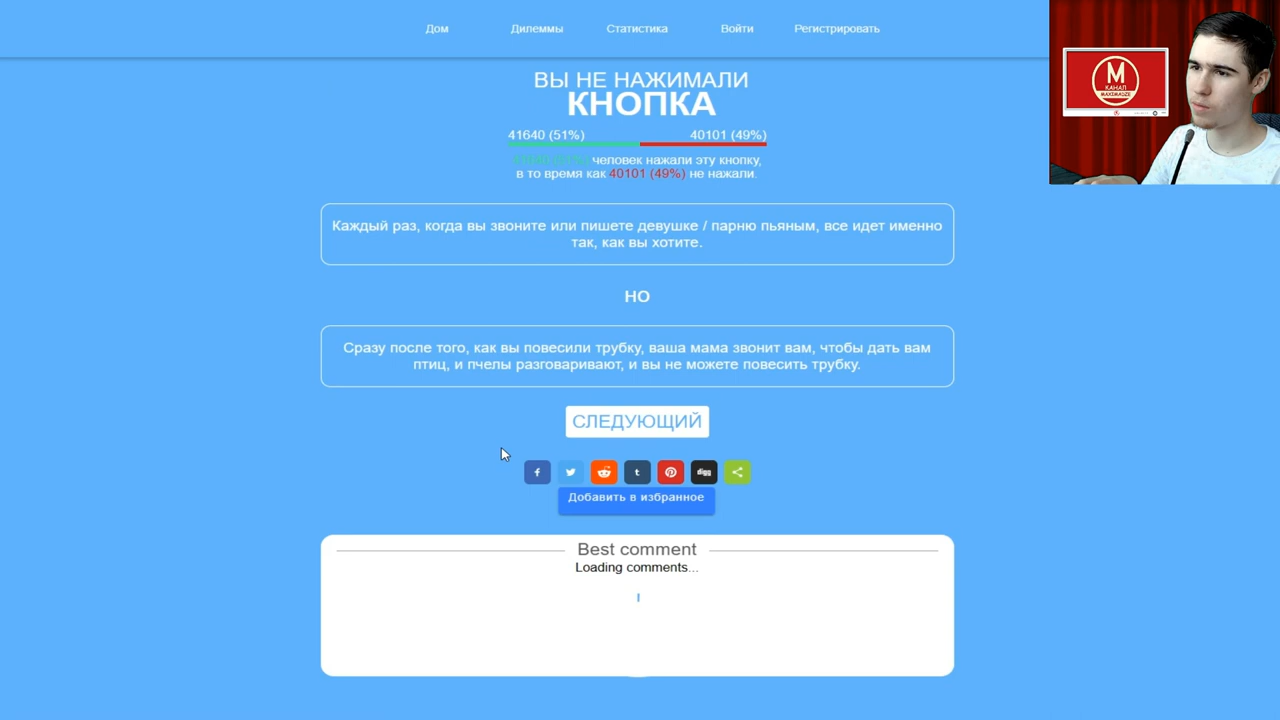 Дом Дилеммы Статистика Войти Регистрировать
М
КАНАЛ
ВЫ НЕ НАЖИМАЛИ
КНОПКА
41640 (51%) 40101 (49%)
человек нажали эту кнопку,
в то время как 40101 (49%) не нажали.
Каждый раз, когда вы звоните или пишете девушке / парню пьяным, все идет именно
так, как вы хотите.
НО
Сразу после того, как вы повесили трубку, ваша мама звонит вам, чтобы дать вам
птиц, и пчелы разговаривают, и вы не можете повесить трубку.
СЛЕДУЮЩИЙ
f t digg
Добавить в избранное
Best comment
Loading comments...